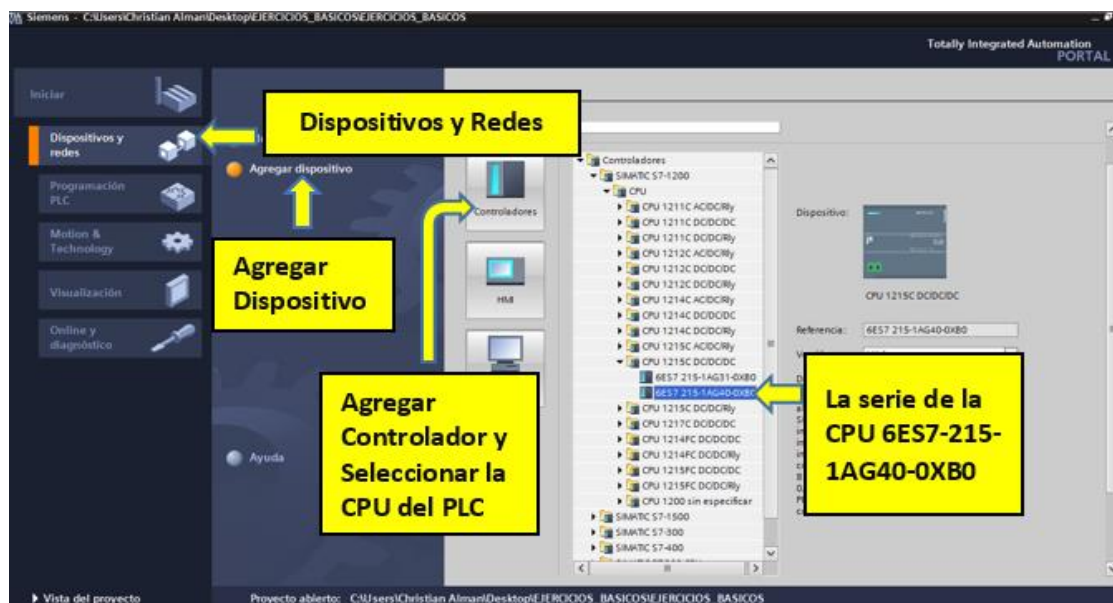 Siemens - C:\Users\Christian Alman\Desktop\EJERCICIOS_BASICOS\EJERCICIOS_BASICOS
Totally Integrated Automation
PORTAL
Iniciar
Dispositivos y
redes
Programación
PLC
Motion &
Technology
Visualización
Online y
diagnóstico
Dispositivos y Redes
Agregar dispositivo
Agregar
Dispositivo
Ayuda
Controladores
HMI
Agregar
Controlador y
Seleccionar la
CPU del PLC
Controladores
SIMATIC S7-1200
CPU
CPU 1211C AC/DC/Rly
CPU 1211C DC/DC/DC
CPU 1211C DC/DC/Rly
CPU 1212C AC/DC/Rly
CPU 1212C DC/DC/DC
CPU 1212C DC/DC/Rly
CPU 1214C AC/DC/Rly
CPU 1214C DC/DC/DC
CPU 1214C DC/DC/Rly
CPU 1215C AC/DC/Rly
CPU 1215C DC/DC/DC
6ES7 215-1AG31-0XB0
6ES7 215-1AG40-0XB0
CPU 1215C DC/DC/Rly
CPU 1217C DC/DC/DC
CPU 1214FC DC/DC/DC
CPU 1214FC DC/DC/Rly
CPU 1215FC DC/DC/DC
CPU 1215FC DC/DC/Rly
CPU 1200 sin especificar
SIMATIC S7-1500
SIMATIC S7-300
SIMATIC S7-400
Dispositivo:
CPU 1215C DC/DC/DC
Referencia: 6ES7 215-1AG40-0XB0
La serie de la
CPU 6ES7-215-
1AG40-0XB0
Vista del proyecto
Proyecto abierto: C:\Users\Christian Alman\Desktop\EJERCICIOS_BASICOS\EJERCICIOS_BASICOS